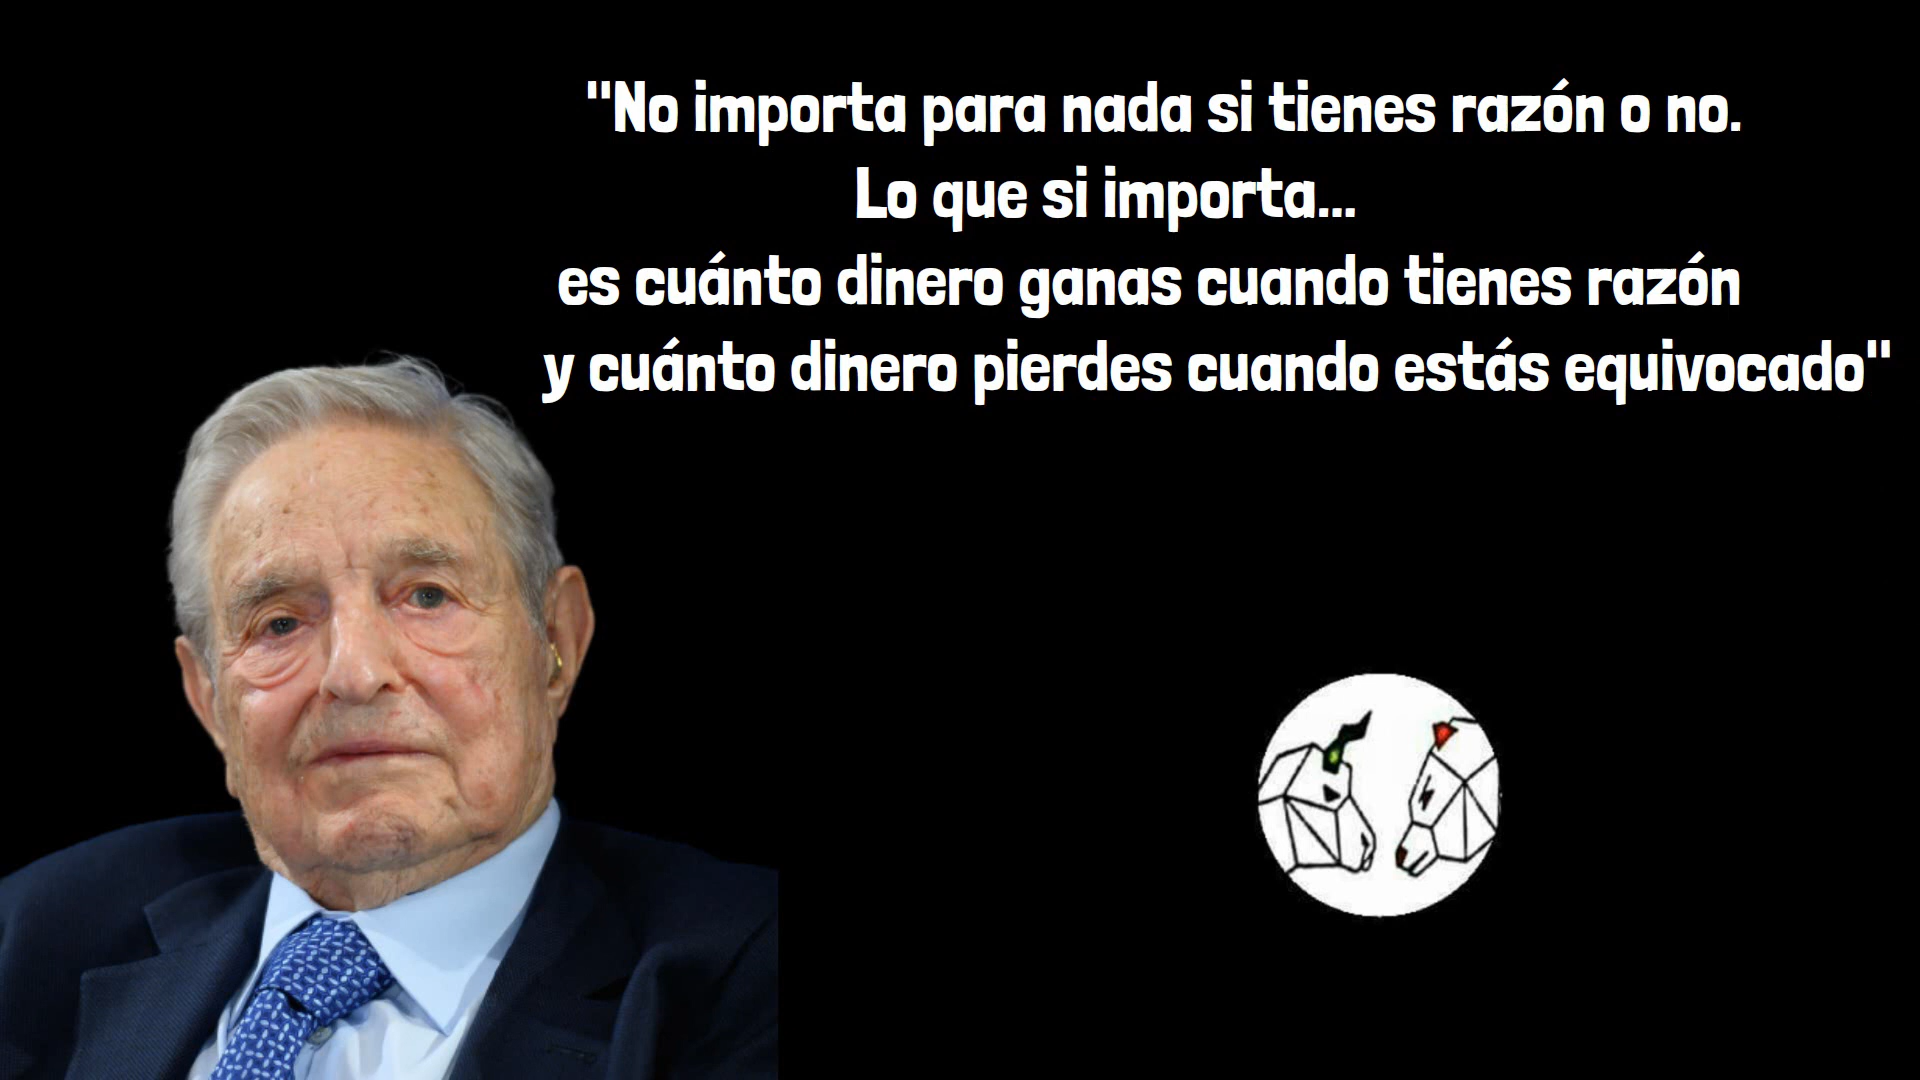 "No importa para nada si tienes razón o no.
Lo que si importa...
es cuánto dinero ganas cuando tienes razón
y cuánto dinero pierdes cuando estás equivocado"